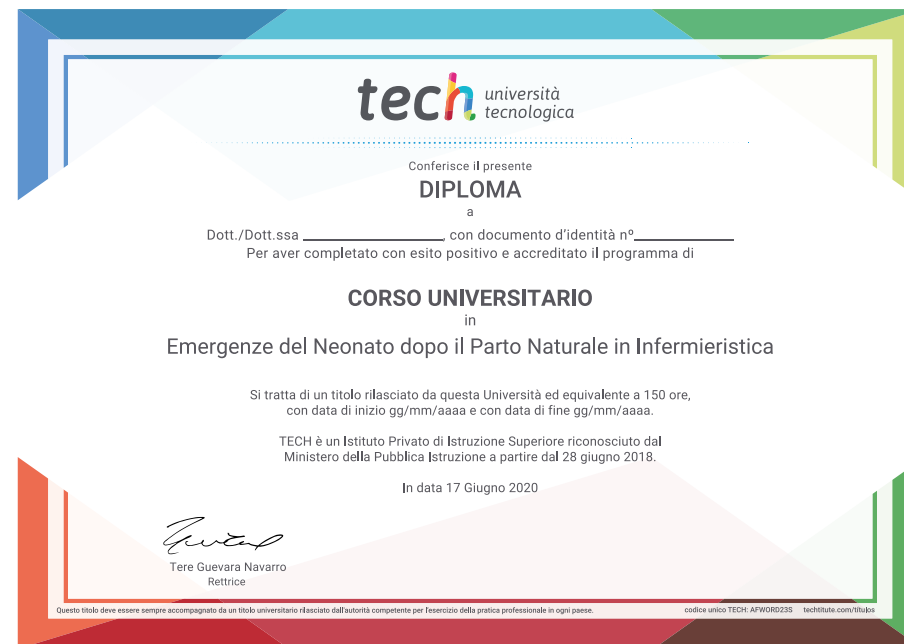 tech università
tecnologica
Conferisce il presente
DIPLOMA
a
Dott./Dott.ssa ____________, con documento d'identità nº____________
Per aver completato con esito positivo e accreditato il programma di
CORSO UNIVERSITARIO
in
Emergenze del Neonato dopo il Parto Naturale in Infermieristica
Si tratta di un titolo rilasciato da questa Università ed equivalente a 150 ore,
con data di inizio gg/mm/aaaa e con data di fine gg/mm/aaaa.
TECH è un Istituto Privato di Istruzione Superiore riconosciuto dal
Ministero della Pubblica Istruzione a partire dal 28 giugno 2018.
In data 17 Giugno 2020
Tere Guevara Navarro
Rettrice
Questo titolo deve essere sempre accompagnato da un titolo universitario rilasciato dall'autorità competente per l'esercizio della pratica professionale in ogni paese.
codice unico TECH: AFWORD23S techtitute.com/títulos